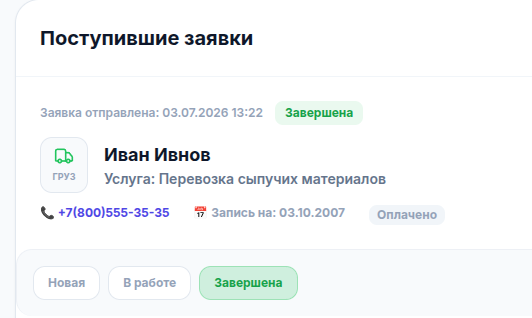 Поступившие заявки
Заявка отправлена: 03.07.2026 13:22 Завершена
ГРУЗ
Иван Ивнов
Услуга: Перевозка сыпучих материалов
+7(800)555-35-35 Запись на: 03.10.2007 Оплачено
Новая В работе Завершена